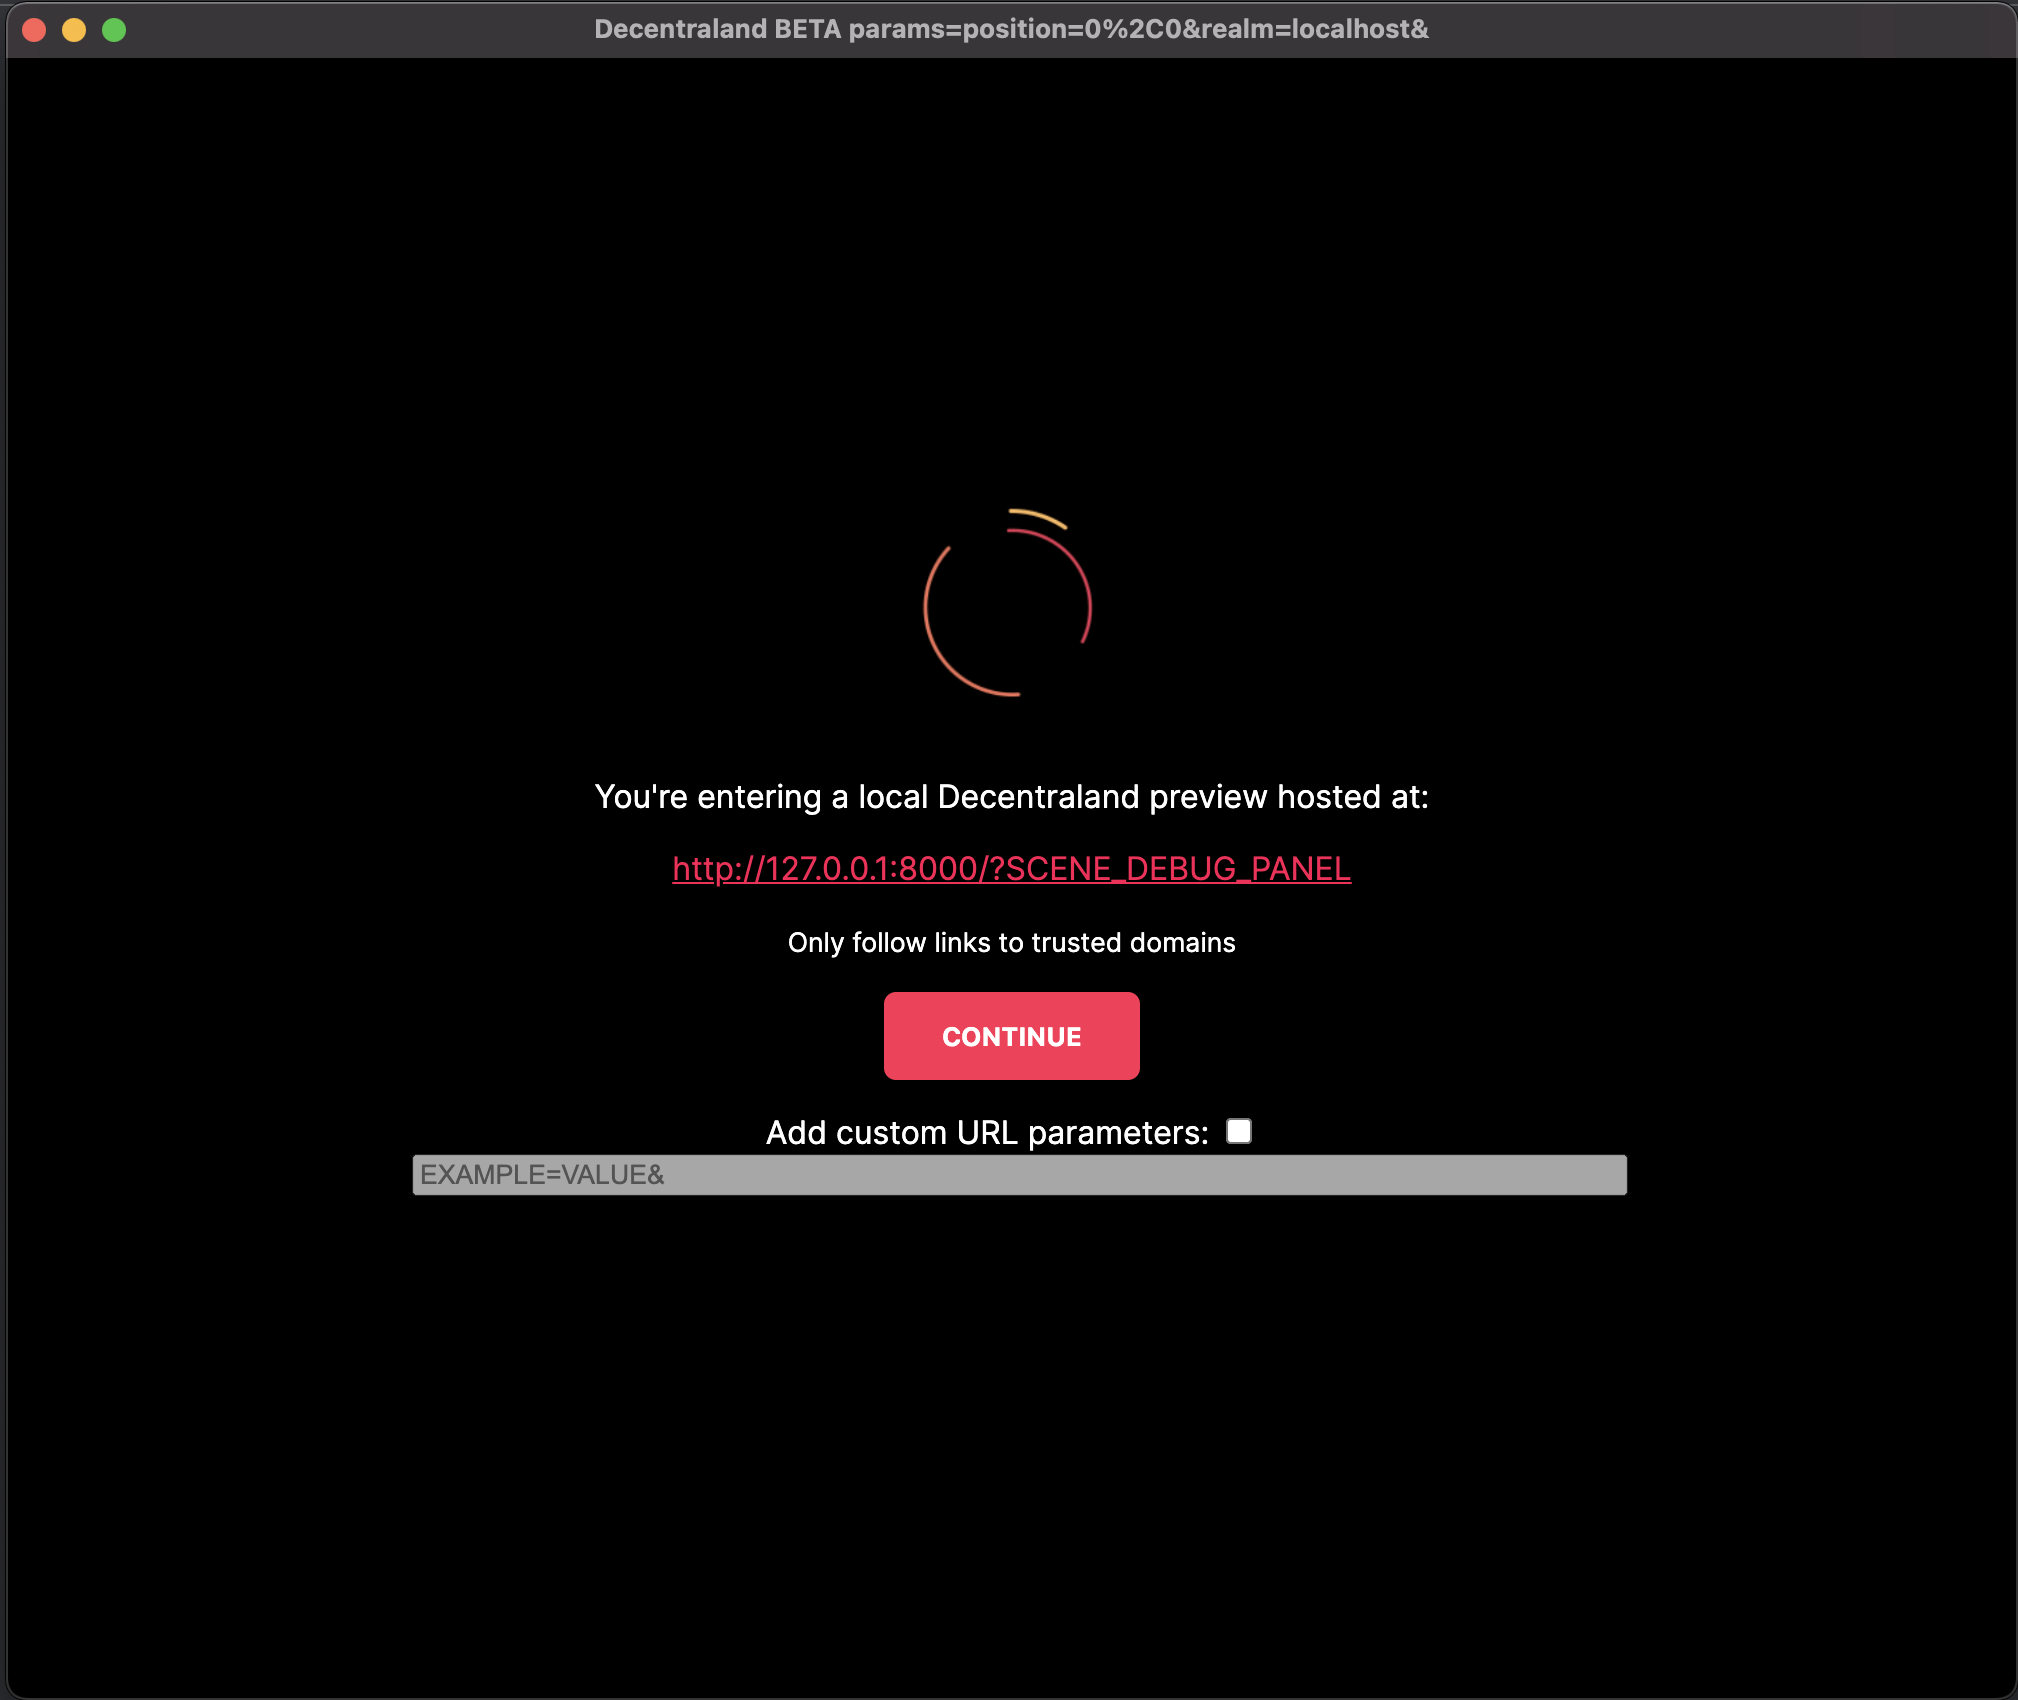 Decentraland BETA params=position=0%2C0&realm=localhost&
You're entering a local Decentraland preview hosted at:
http://127.0.0.1:8000/?SCENE_DEBUG_PANEL
Only follow links to trusted domains
CONTINUE
Add custom URL parameters:
EXAMPLE=VALUE&